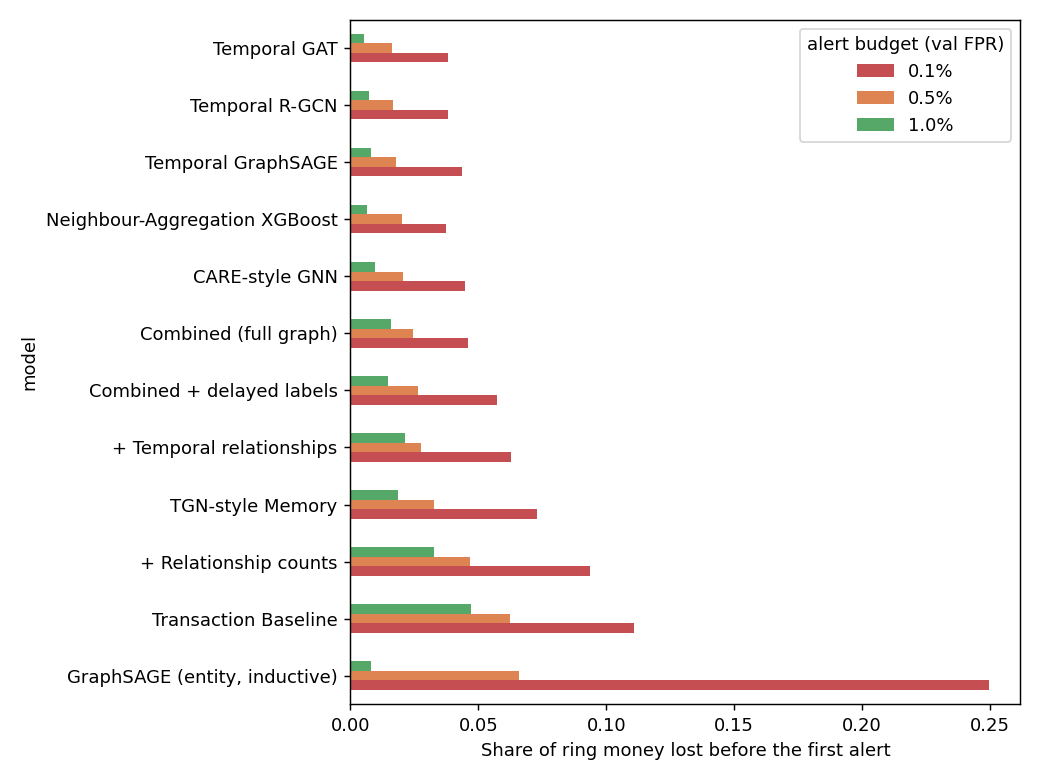 alert budget (val FPR)
0.1%
0.5%
1.0%
Temporal GAT
Temporal R-GCN
Temporal GraphSAGE
Neighbour-Aggregation XGBoost
CARE-style GNN
Combined (full graph)
Combined + delayed labels
+ Temporal relationships
TGN-style Memory
+ Relationship counts
Transaction Baseline
GraphSAGE (entity, inductive)
model
0.00 0.05 0.10 0.15 0.20 0.25
Share of ring money lost before the first alert